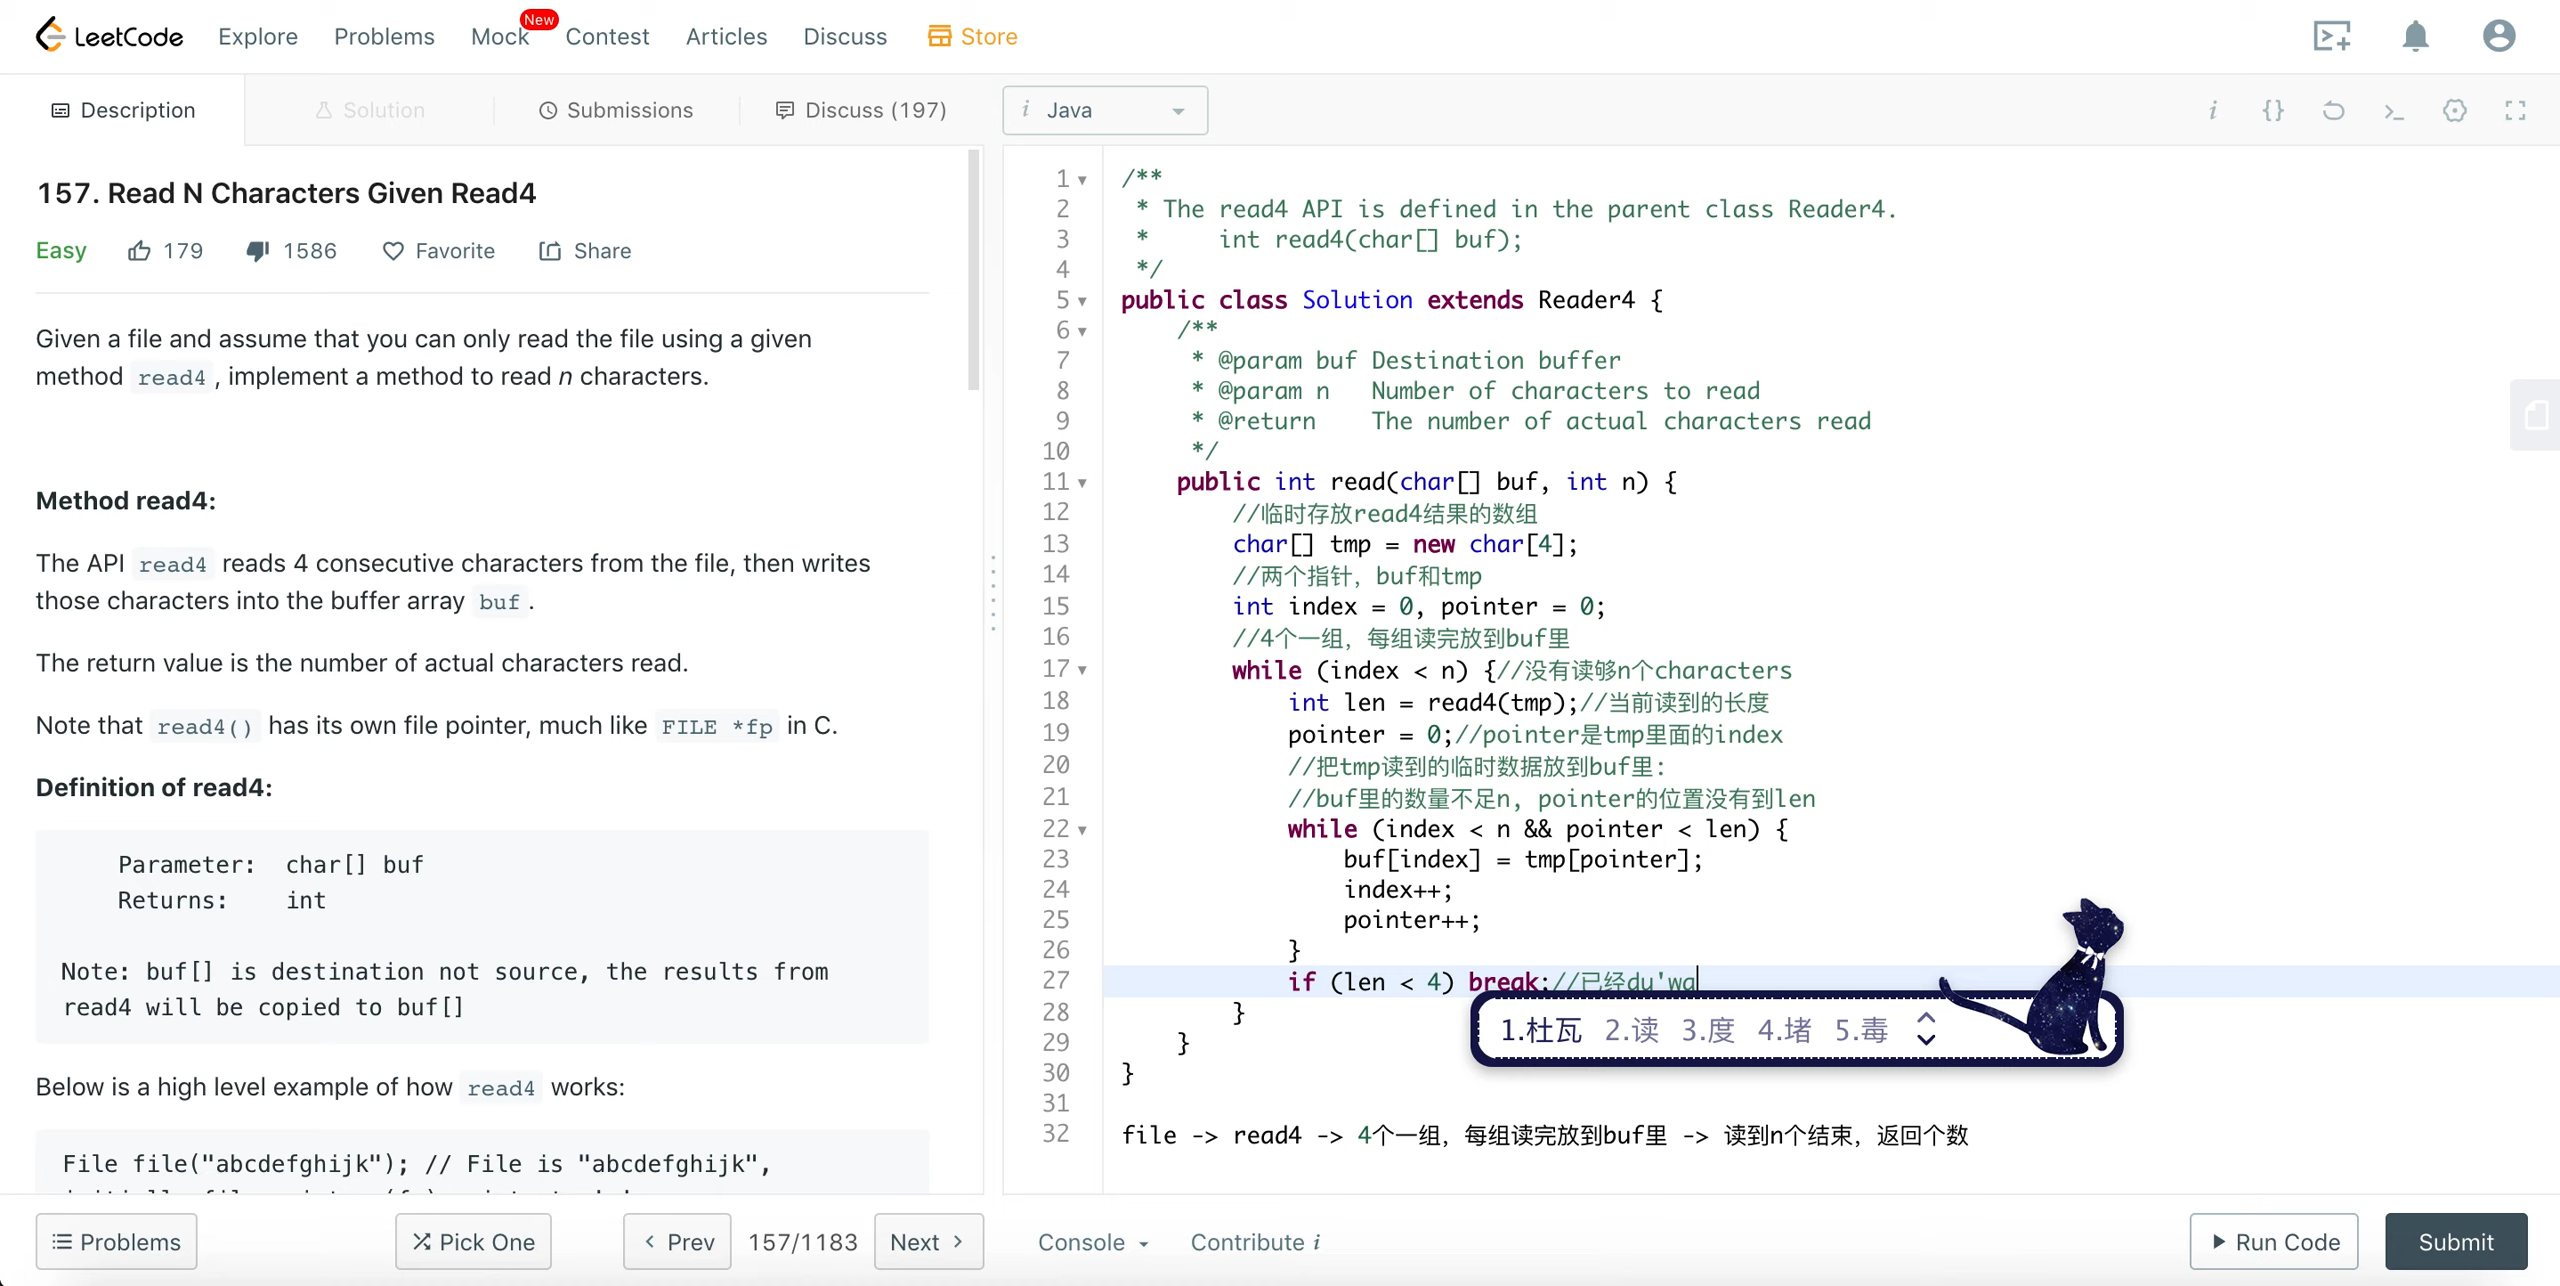 LeetCode Explore Problems Mock New Contest Articles Discuss Store
Description Solution Submissions Discuss (197)
157. Read N Characters Given Read4
Easy 179 1586 Favorite Share
Given a file and assume that you can only read the file using a given
method read4 , implement a method to read n characters.
Method read4:
The API read4 reads 4 consecutive characters from the file, then writes
those characters into the buffer array buf .
The return value is the number of actual characters read.
Note that read4() has its own file pointer, much like FILE *fp in C.
Definition of read4:
Parameter: char[] buf
Returns: int
Note: buf[] is destination not source, the results from
read4 will be copied to buf[]
Below is a high level example of how read4 works:
File file("abcdefghijk"); // File is "abcdefghijk",
Problems Pick One Prev 157/1183 Next
i Java i {}
1 /**
2 * The read4 API is defined in the parent class Reader4.
3 * int read4(char[] buf);
4 */
5 public class Solution extends Reader4 {
6 /**
7 * @param buf Destination buffer
8 * @param n Number of characters to read
9 * @return The number of actual characters read
10 */
11 public int read(char[] buf, int n) {
12 //临时存放read4结果的数组
13 char[] tmp = new char[4];
14 //两个指针，buf和tmp
15 int index = 0, pointer = 0;
16 //4个一组，每组读完放到buf里
17 while (index < n) {//没有读够n个characters
18 int len = read4(tmp);//当前读到的长度
19 pointer = 0;//pointer是tmp里面的index
20 //把tmp读到的临时数据放到buf里：
21 //buf里的数量不足n，pointer的位置没有到len
22 while (index < n && pointer < len) {
23 buf[index] = tmp[pointer];
24 index++;
25 pointer++;
26 }
27 if (len < 4) break;//已经du'wa
1.杜瓦 2.读 3.度 4.堵 5.毒
28 }
29 }
30 }
31
32 file -> read4 -> 4个一组，每组读完放到buf里 -> 读到n个结束，返回个数
Console Contribute i Run Code Submit